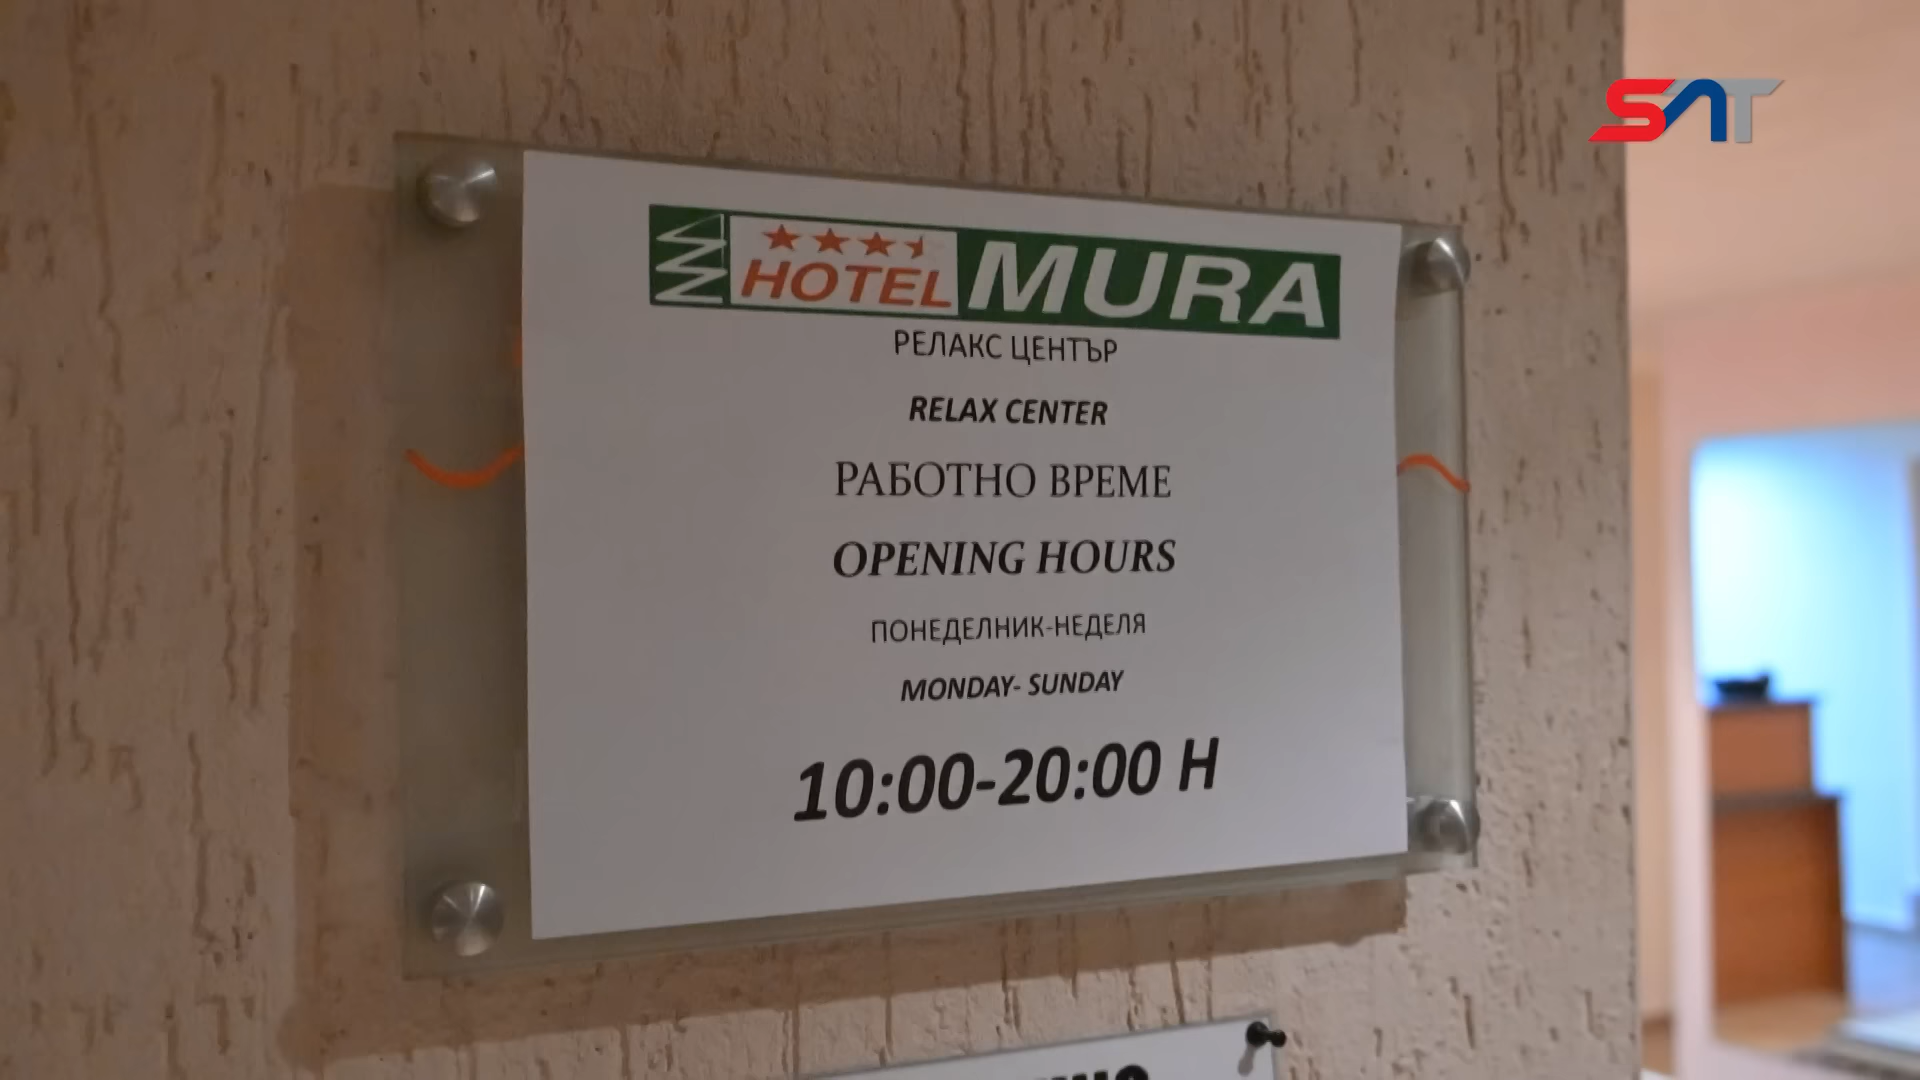 SAT
HOTEL MURA
РЕЛАКС ЦЕНТЪР
RELAX CENTER
РАБОТНО ВРЕМЕ
OPENING HOURS
ПОНЕДЕЛНИК-НЕДЕЛЯ
MONDAY- SUNDAY
10:00-20:00 H